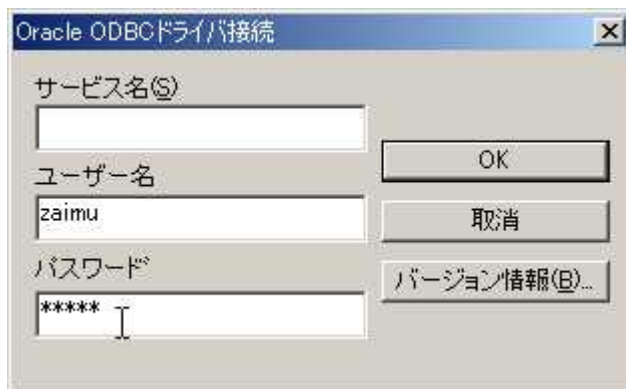 Oracle ODBCドライバ接続
サービス名(S)
OK
ユーザー名
zaimu
取消
パスワード
バージョン情報(B)...
*****